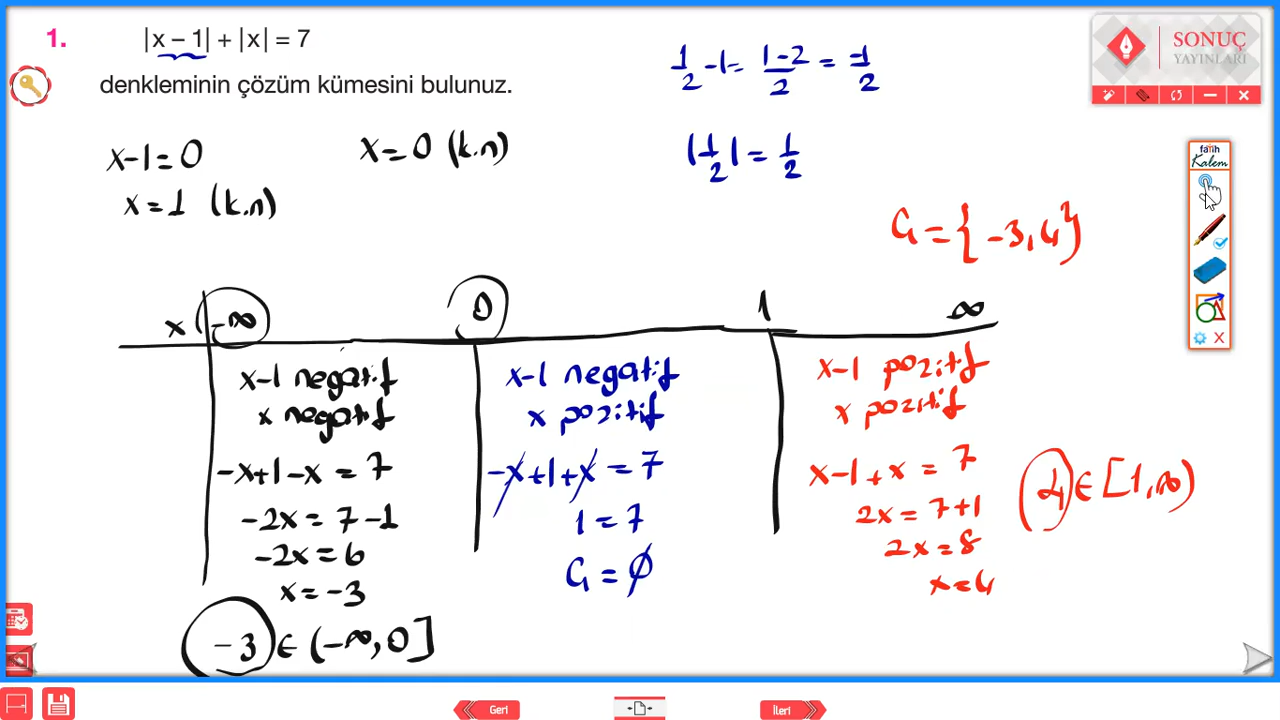 1. |x – 1| + |x| = 7
denkleminin çözüm kümesini bulunuz.
1/2 -1= 1-2/2 = -1/2
|1/2| = 1/2
SONUÇ
YAYINLARI
fatih
Kalem
x-1=0
x=0 (k.n)
x=1 (k.n)
Ç={-3,4}
x -∞ 0 1 ∞
x-1 negatif
x negatif
-x+1-x = 7
-2x = 7-1
-2x = 6
x = -3
-3 ∈ (-∞,0]
x-1 negatif
x pozitif
-x+1+x = 7
1 = 7
Ç = ∅
x-1 pozitif
x pozitif
x-1+x = 7
2x = 7+1
2x = 8
x = 4
4 ∈ [1,∞)
Geri
İleri